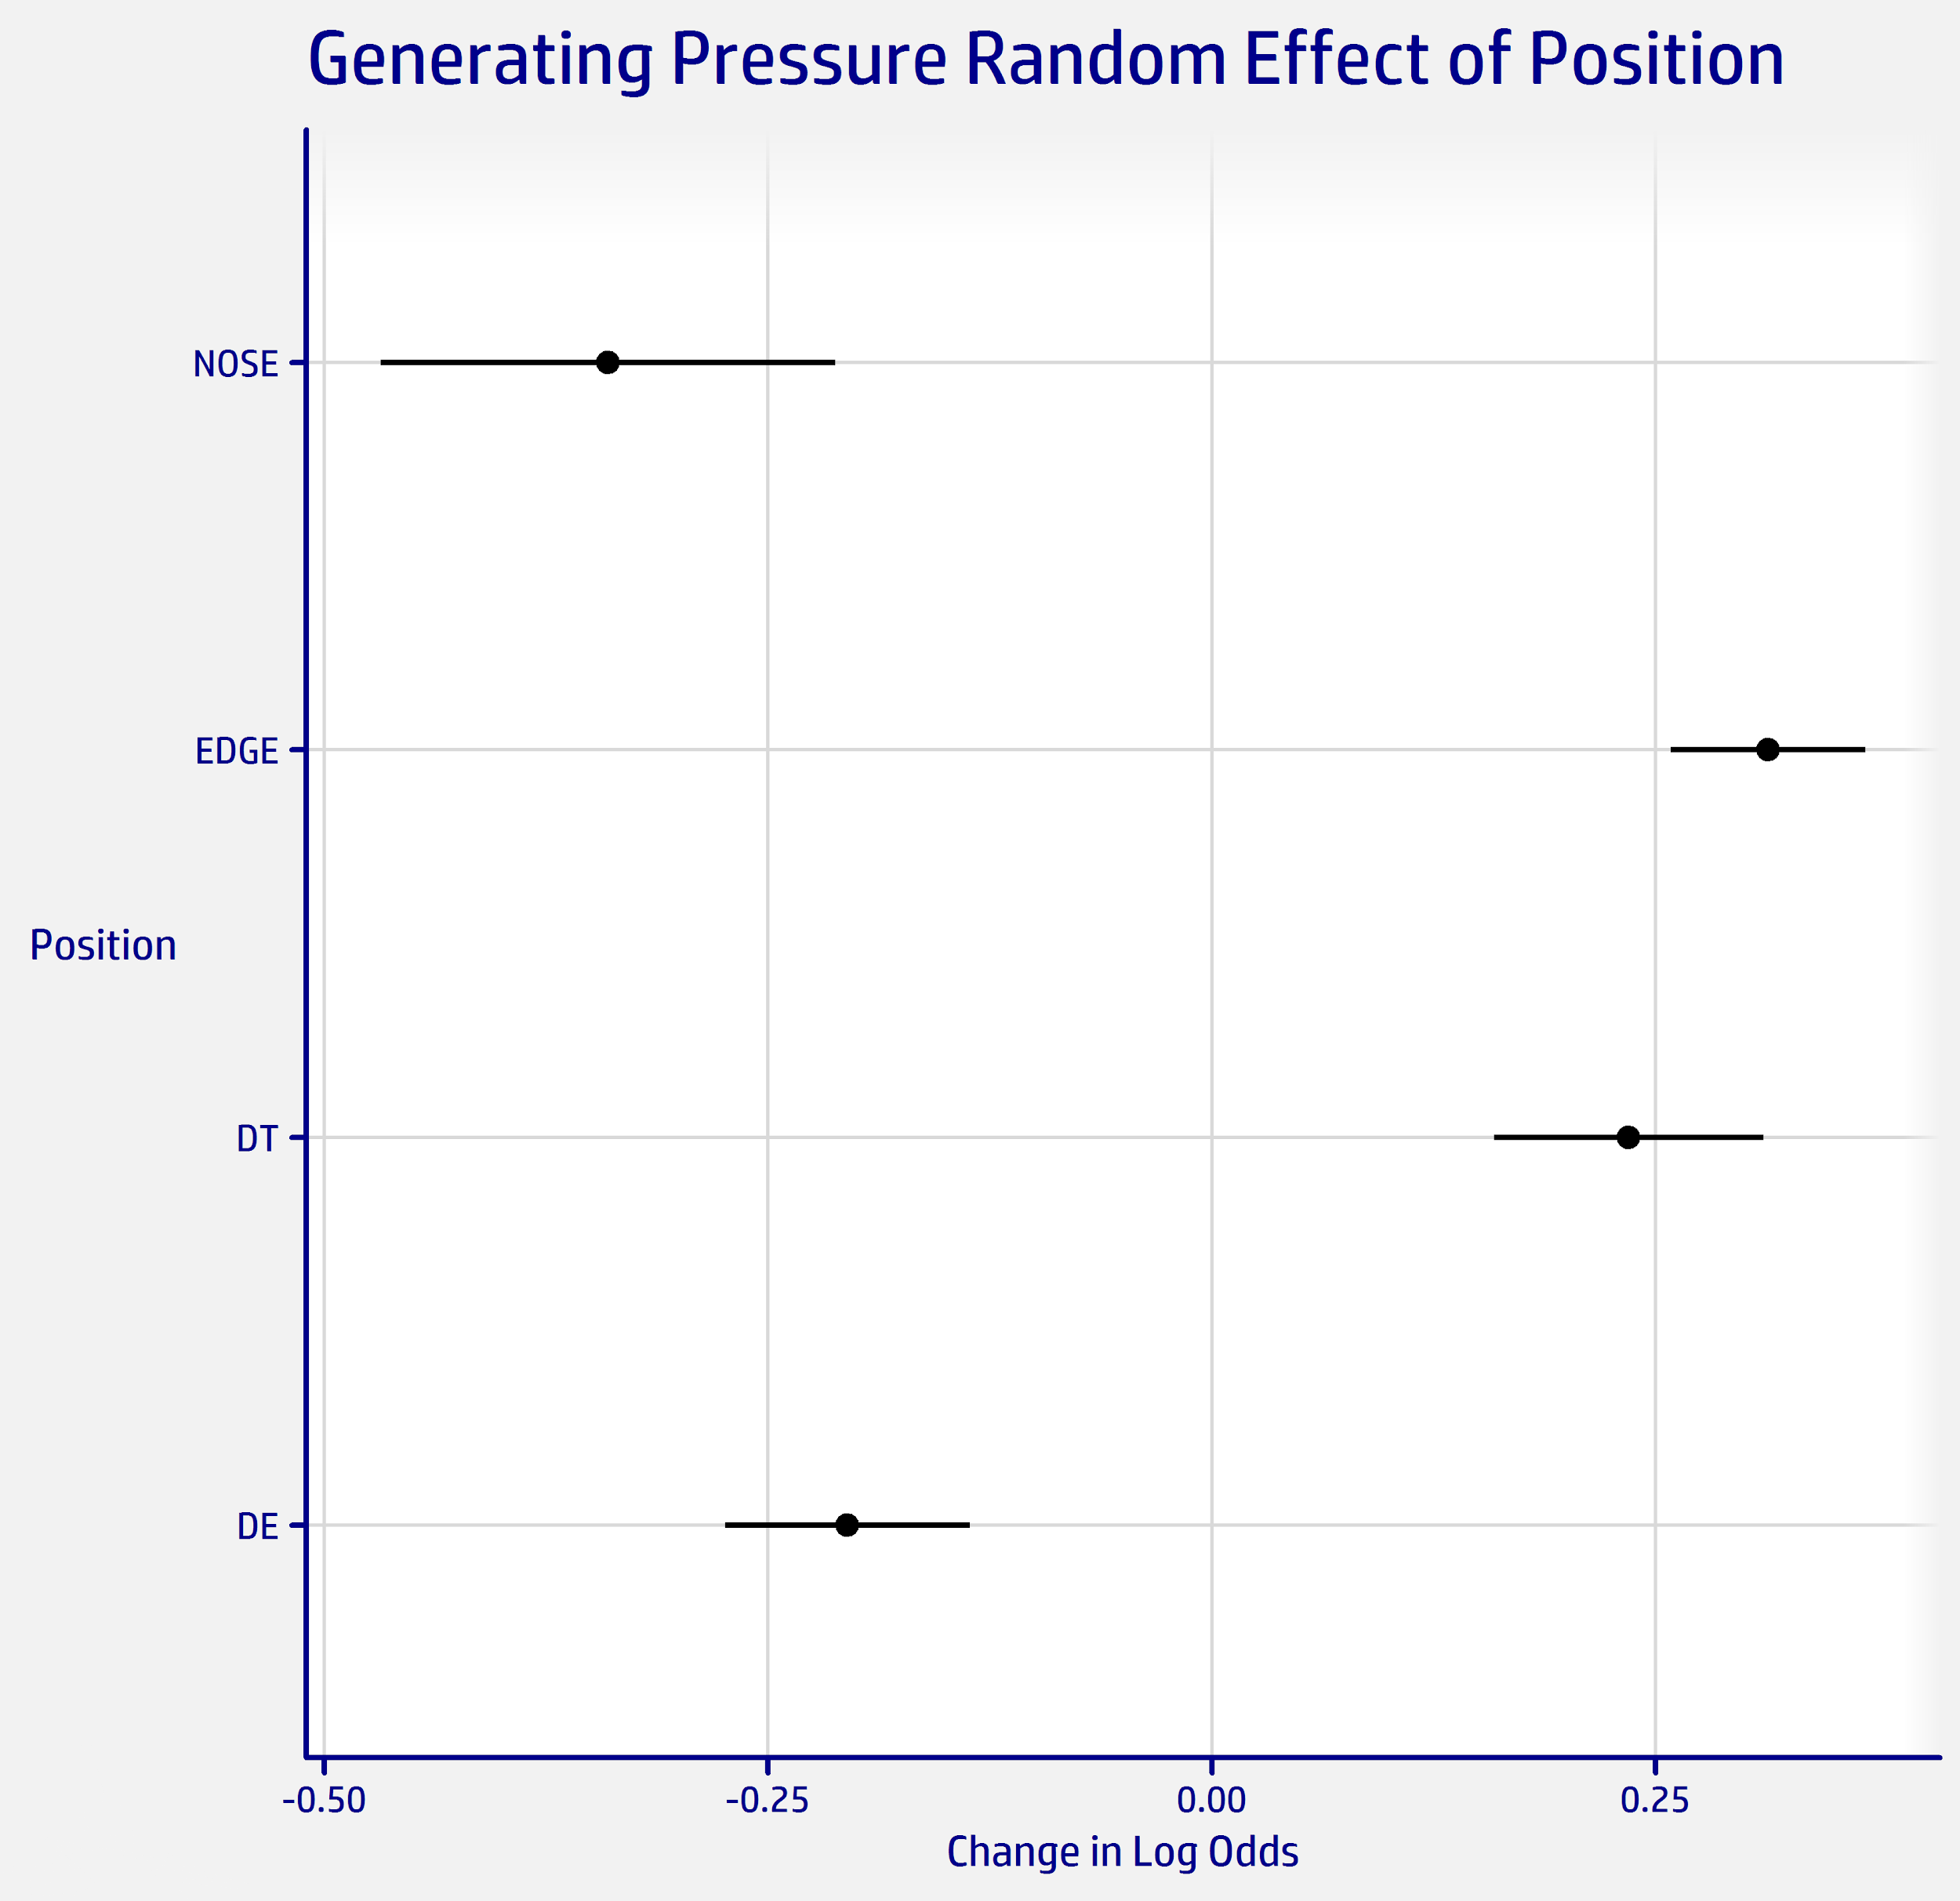 Generating Pressure Random Effect of Position
NOSE
EDGE
Position
DT
DE
-0.50 -0.25 0.00 0.25
Change in Log Odds